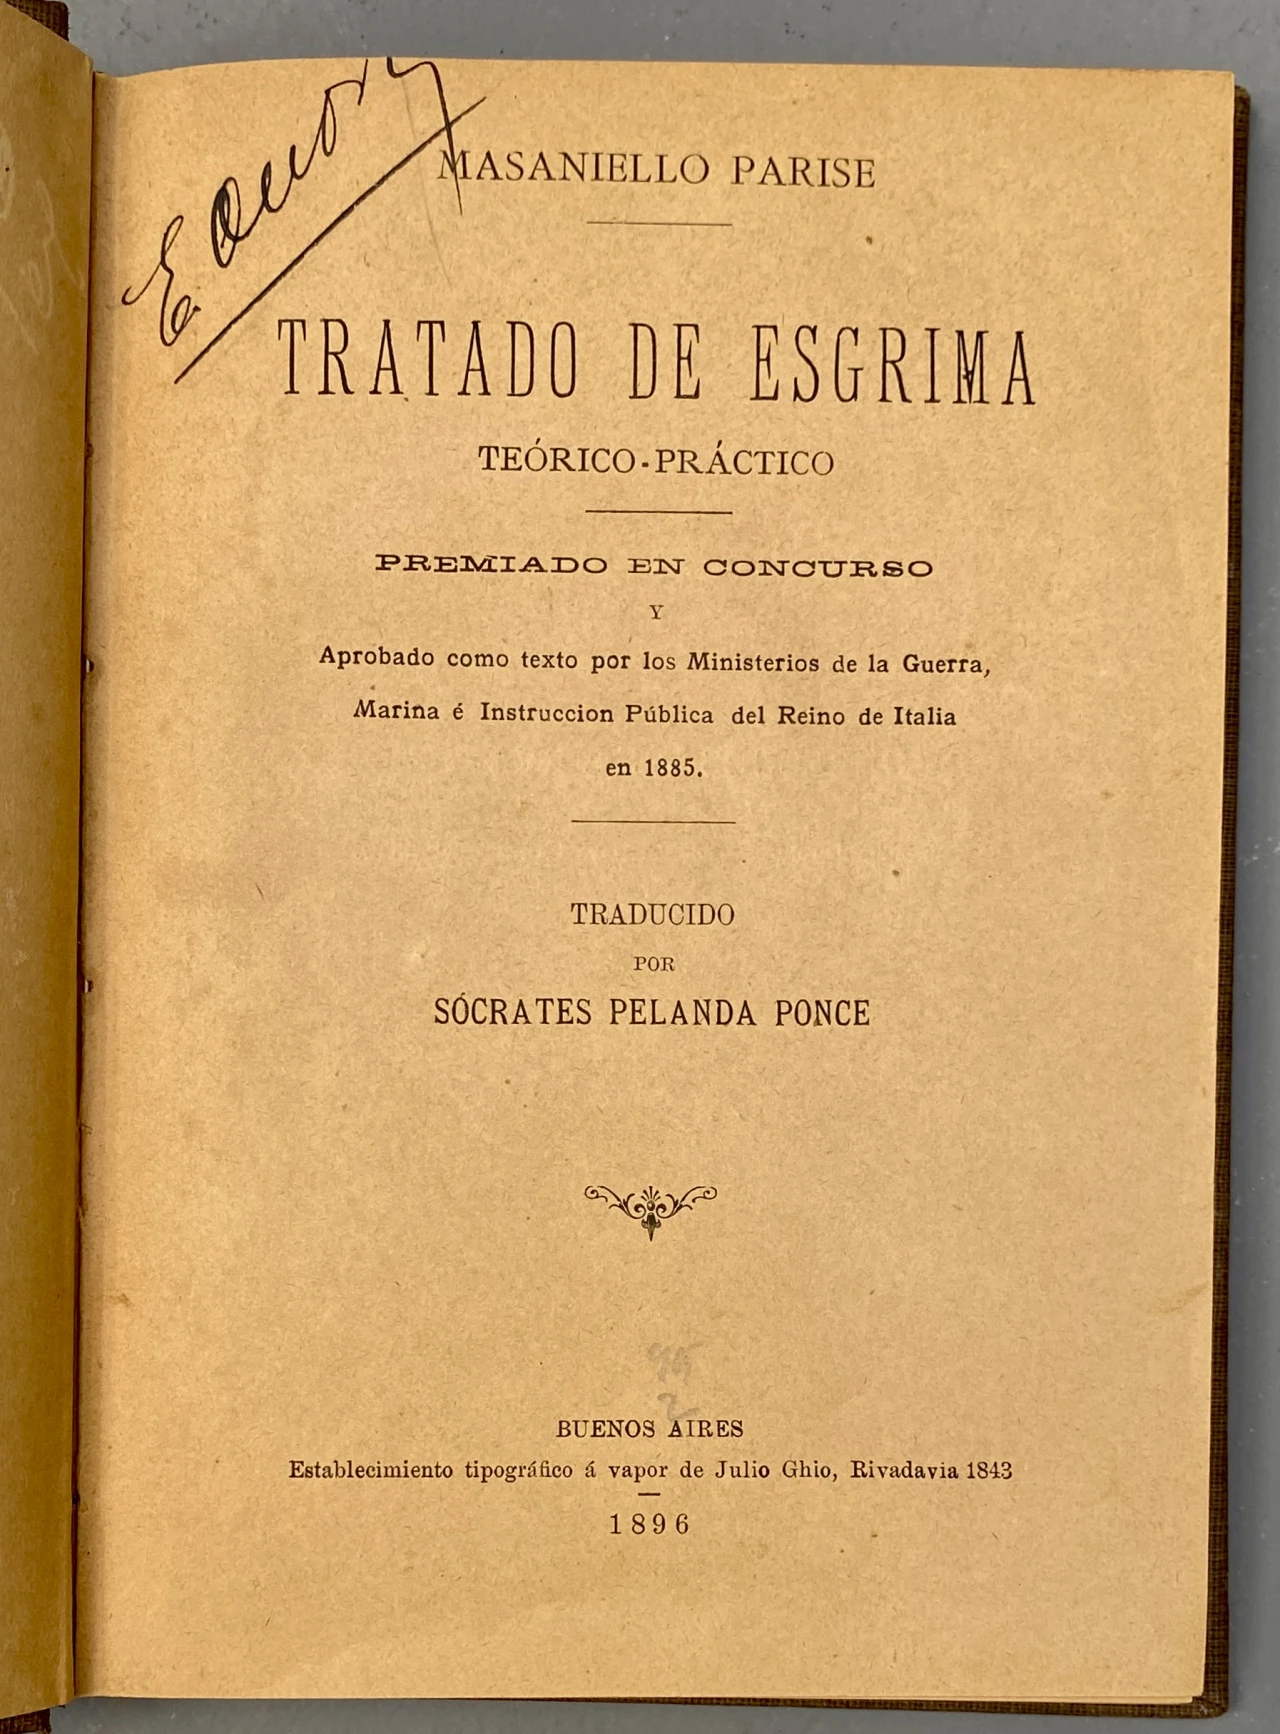 MASANIELLO PARISE
TRATADO DE ESGRIMA
TEÓRICO-PRÁCTICO
PREMIADO EN CONCURSO
Y
Aprobado como texto por los Ministerios de la Guerra,
Marina é Instruccion Pública del Reino de Italia
en 1885.
TRADUCIDO
POR
SÓCRATES PELANDA PONCE
BUENOS AIRES
Establecimiento tipográfico á vapor de Julio Ghio, Rivadavia 1843
1896